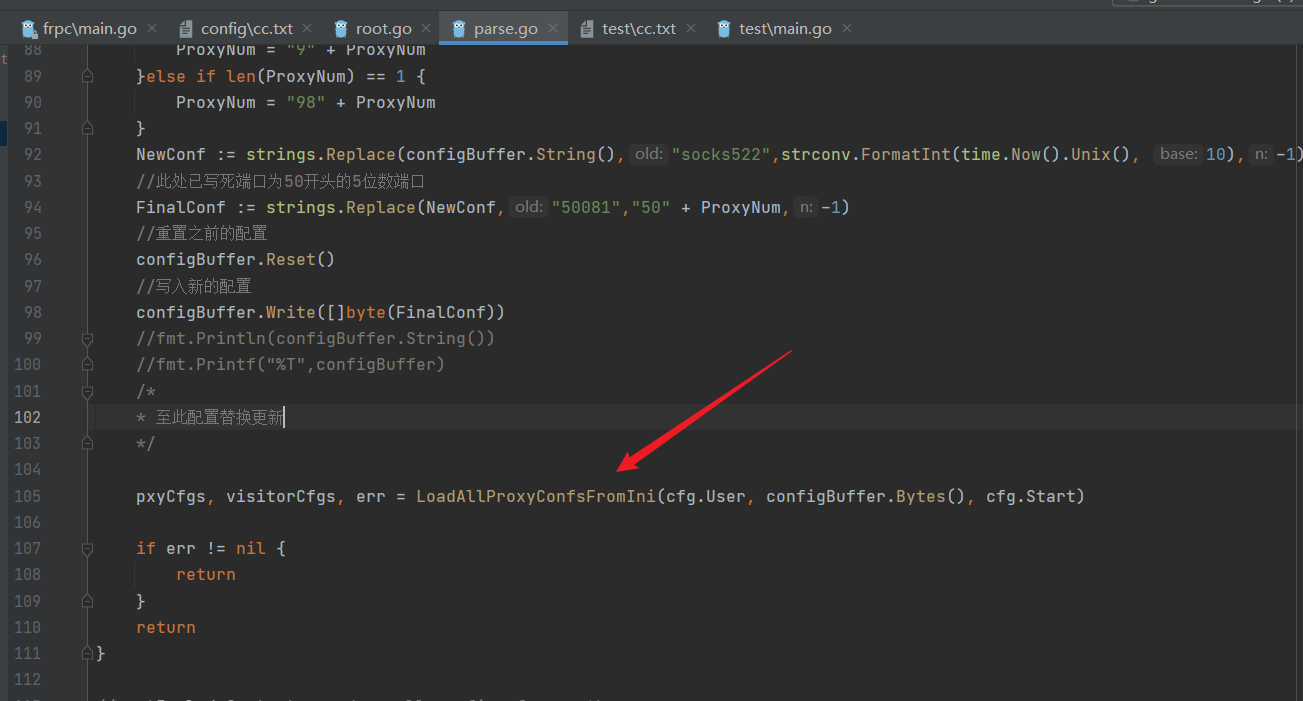 frpc\main.go config\cc.txt root.go parse.go test\cc.txt test\main.go
88 ProxyNum = "9" + ProxyNum
89 }else if len(ProxyNum) == 1 {
90 ProxyNum = "98" + ProxyNum
91 }
92 NewConf := strings.Replace(configBuffer.String(), old: "socks522",strconv.FormatInt(time.Now().Unix(), base: 10), n: -1)
93 //此处已写死端口为50开头的5位数端口
94 FinalConf := strings.Replace(NewConf, old: "50081","50" + ProxyNum, n: -1)
95 //重置之前的配置
96 configBuffer.Reset()
97 //写入新的配置
98 configBuffer.Write([]byte(FinalConf))
99 //fmt.Println(configBuffer.String())
100 //fmt.Printf("%T",configBuffer)
101 /*
102 * 至此配置替换更新
103 */
104
105 pxyCfgs, visitorCfgs, err = LoadAllProxyConfsFromIni(cfg.User, configBuffer.Bytes(), cfg.Start)
106
107 if err != nil {
108 return
109 }
110 return
111 }
112